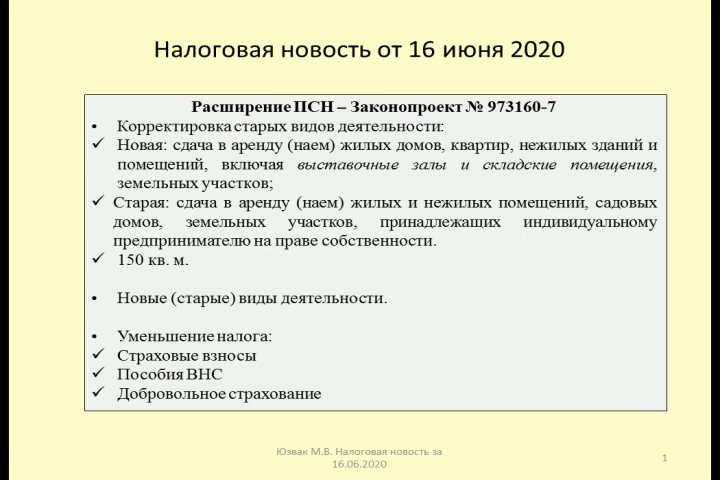 Налоговая новость от 16 июня 2020
Расширение ПСН – Законопроект № 973160-7
• Корректировка старых видов деятельности:
✓ Новая: сдача в аренду (наем) жилых домов, квартир, нежилых зданий и
помещений, включая выставочные залы и складские помещения,
земельных участков;
✓ Старая: сдача в аренду (наем) жилых и нежилых помещений, садовых
домов, земельных участков, принадлежащих индивидуальному
предпринимателю на праве собственности.
✓ 150 кв. м.
• Новые (старые) виды деятельности.
• Уменьшение налога:
✓ Страховые взносы
✓ Пособия ВНС
✓ Добровольное страхование
Юзвак М.В. Налоговая новость за
16.06.2020
1